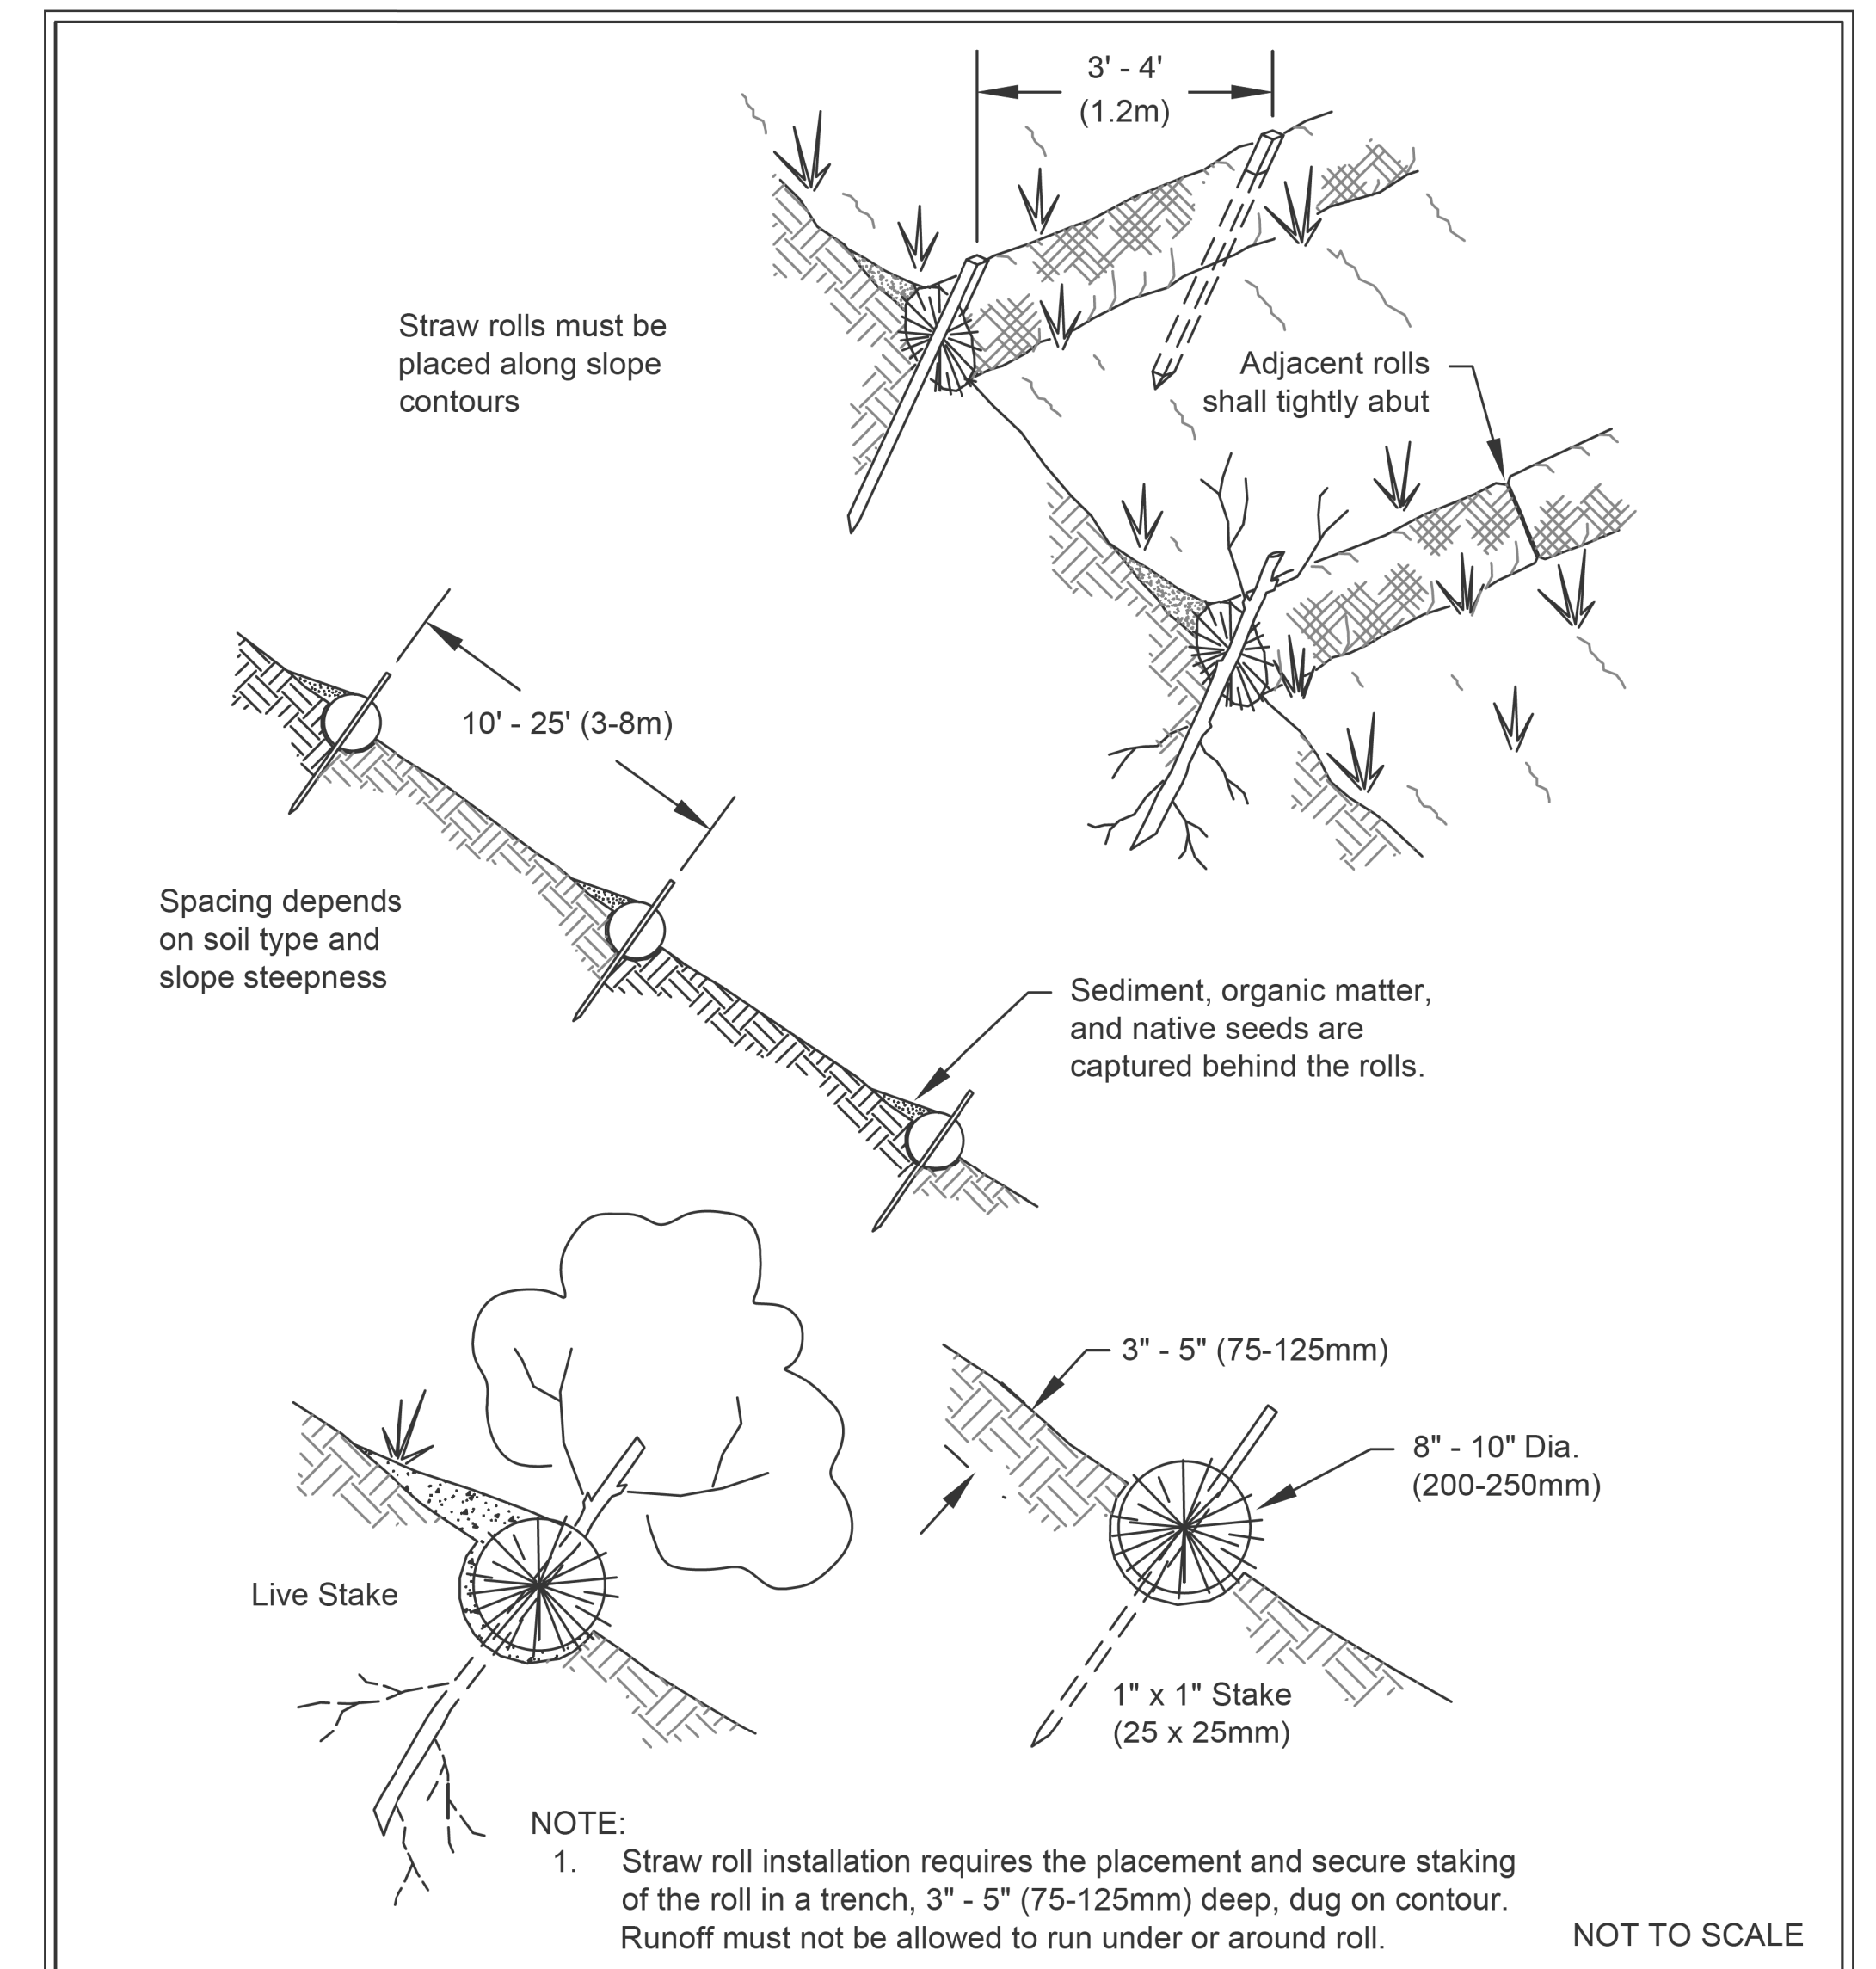 3' - 4'
(1.2m)
Straw rolls must be
placed along slope
contours
Adjacent rolls
shall tightly abut
10' - 25' (3-8m)
Spacing depends
on soil type and
slope steepness
Sediment, organic matter,
and native seeds are
captured behind the rolls.
3" - 5" (75-125mm)
8" - 10" Dia.
(200-250mm)
Live Stake
1" x 1" Stake
(25 x 25mm)
NOTE:
1. Straw roll installation requires the placement and secure staking
of the roll in a trench, 3" - 5" (75-125mm) deep, dug on contour.
Runoff must not be allowed to run under or around roll.
NOT TO SCALE